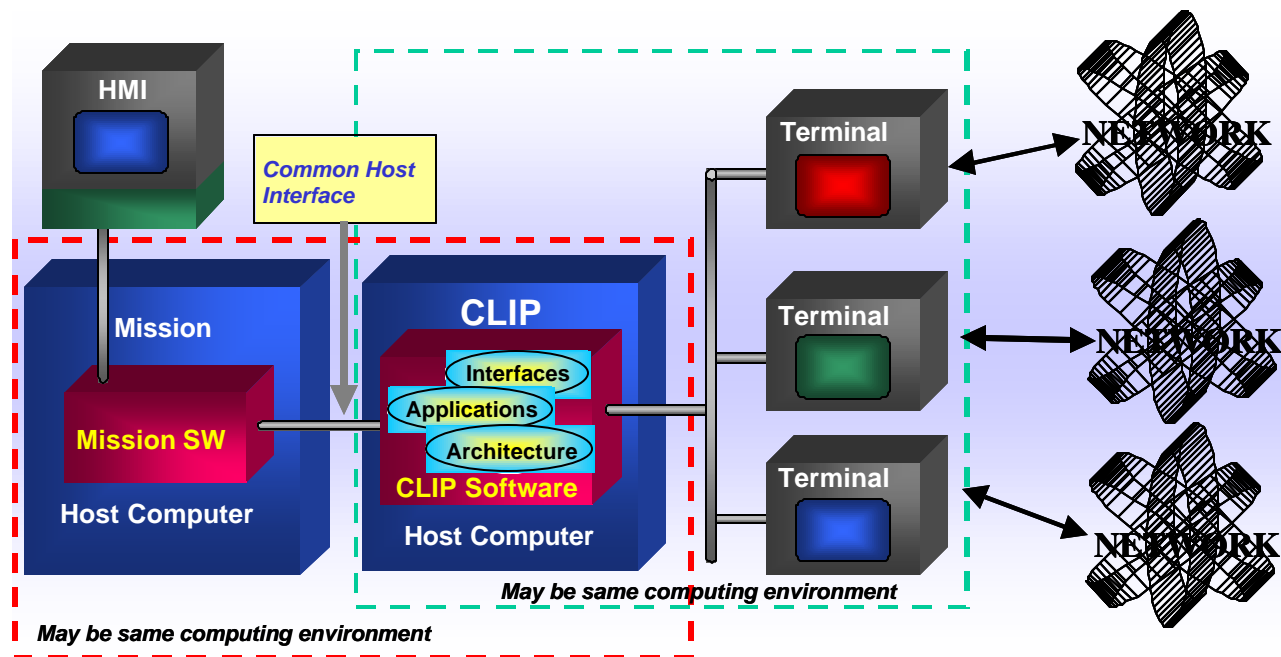 HMI
Common Host
Interface
Mission
Mission SW
Host Computer
CLIP
Interfaces
Applications
Architecture
CLIP Software
Host Computer
Terminal
Terminal
Terminal
NETWORK
NETWORK
NETWORK
May be same computing environment
May be same computing environment